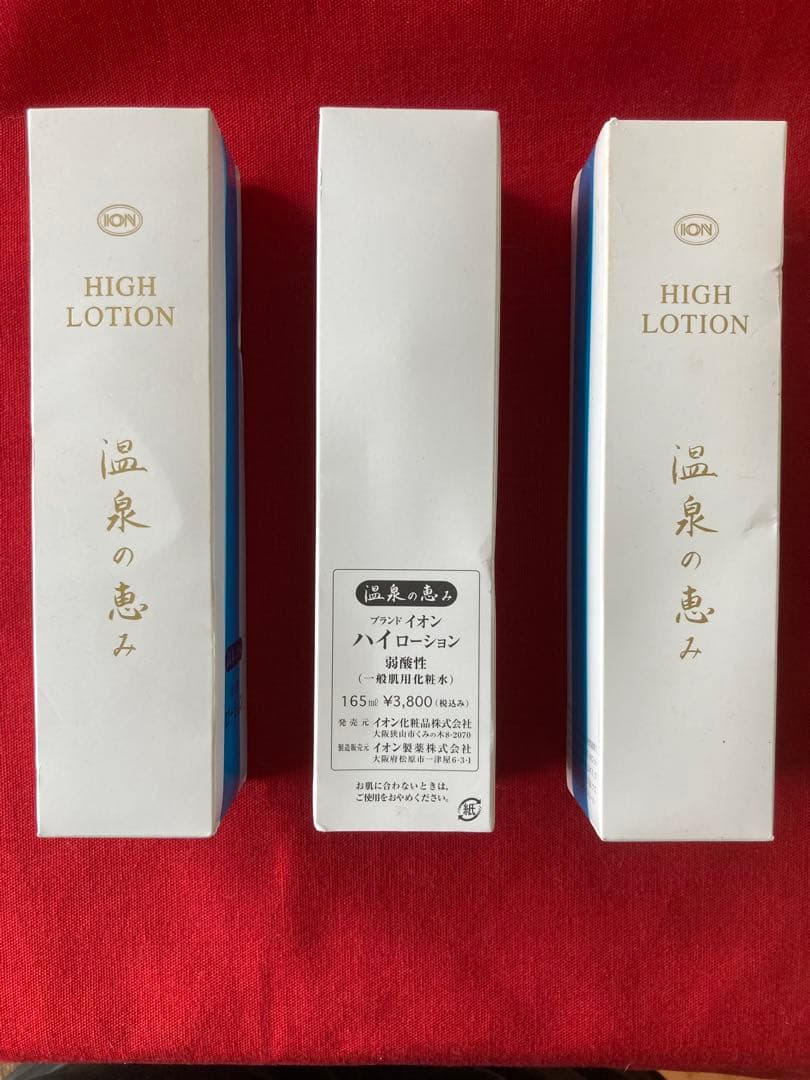 ION
HIGH
LOTION
温泉の恵み
温泉の恵み
ブランド イオン
ハイローション
弱酸性
(一般肌用化粧水)
165㎖ ¥3,800(税込み)
発売元 イオン化粧品株式会社
大阪狭山市くみの木8-2070
製造販売元 イオン製薬株式会社
大阪府松原市一津屋6-3-1
お肌に合わないときは、
ご使用をおやめください。
紙
ION
HIGH
LOTION
温泉の恵み